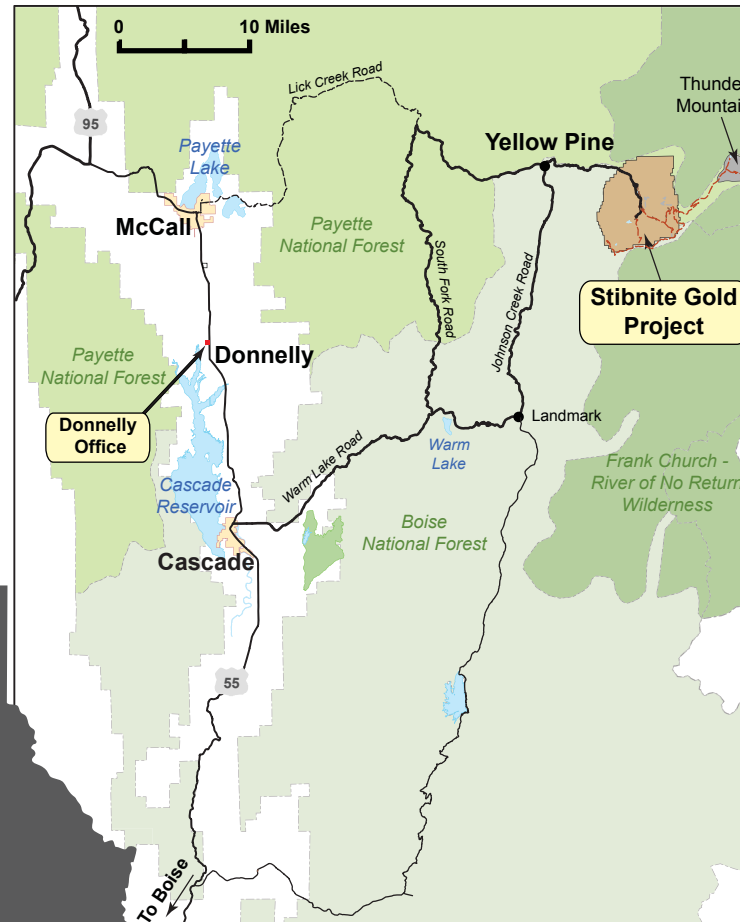 0 10 Miles
Lick Creek Road
Thunde
Mountai
95
Payette
Lake
Yellow Pine
McCall
Payette
National Forest
South Fork Road
Johnson Creek Road
Stibnite Gold
Project
Payette
National Forest
Donnelly
Donnelly
Office
Landmark
Warm Lake Road
Warm
Lake
Cascade
Reservoir
Frank Church -
River of No Return
Wilderness
Boise
National Forest
Cascade
55
To Boise